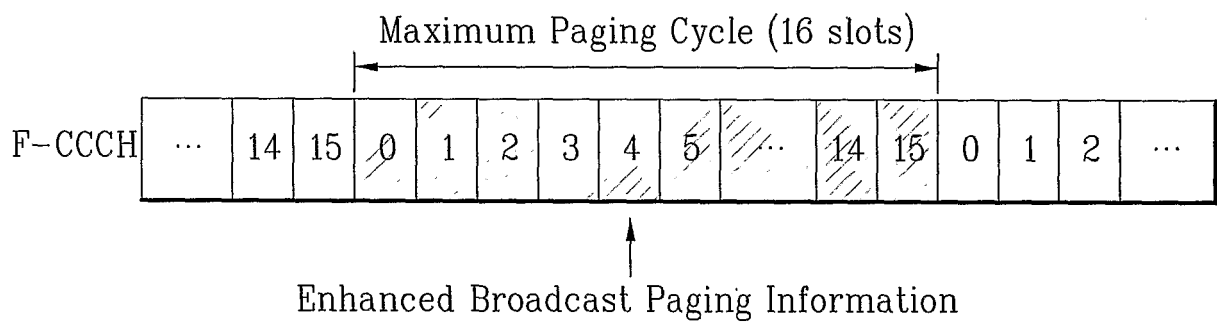 Maximum Paging Cycle (16 slots)
F-CCCH ... 14 15 0 1 2 3 4 5 ... 14 15 0 1 2 ...
Enhanced Broadcast Paging Information